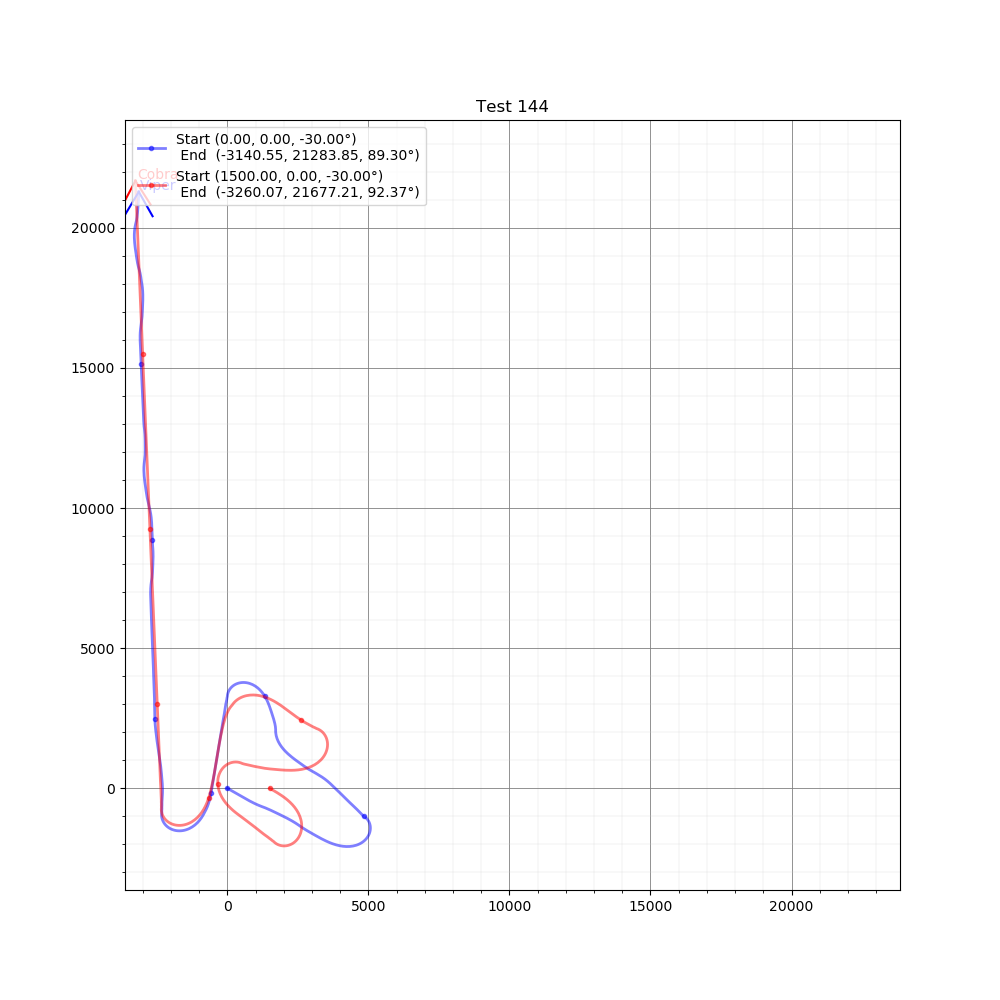 Test 144
Start (0.00, 0.00, -30.00°)
End (-3140.55, 21283.85, 89.30°)
Cobra
Start (1500.00, 0.00, -30.00°)
Viper
End (-3260.07, 21677.21, 92.37°)
20000
15000
10000
5000
0
0
5000
10000
15000
20000